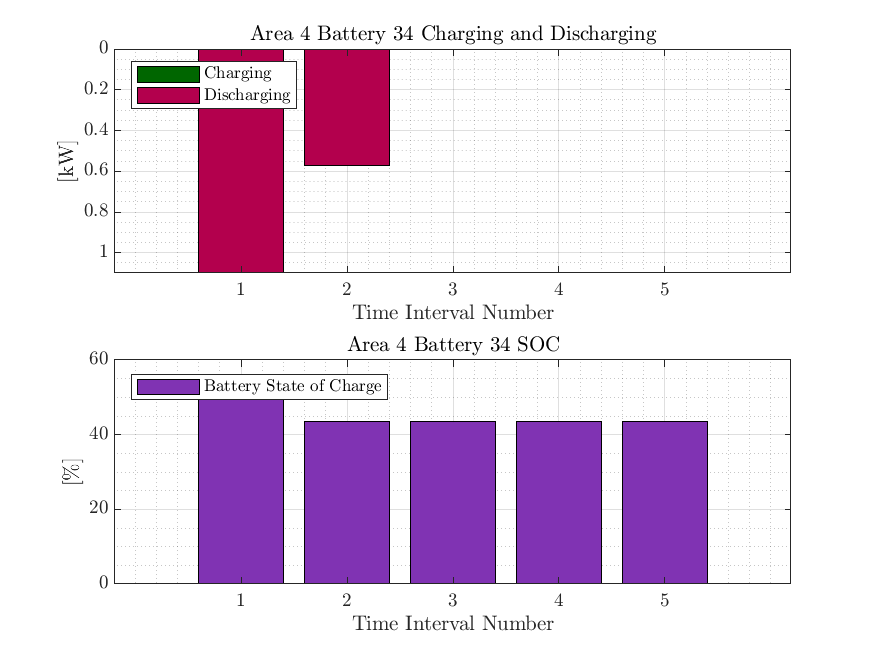 Area 4 Battery 34 Charging and Discharging
0
0.2
0.4
0.6
0.8
1
[kW]
Charging
Discharging
1 2 3 4 5
Time Interval Number
Area 4 Battery 34 SOC
60
40
20
0
[%]
Battery State of Charge
1 2 3 4 5
Time Interval Number